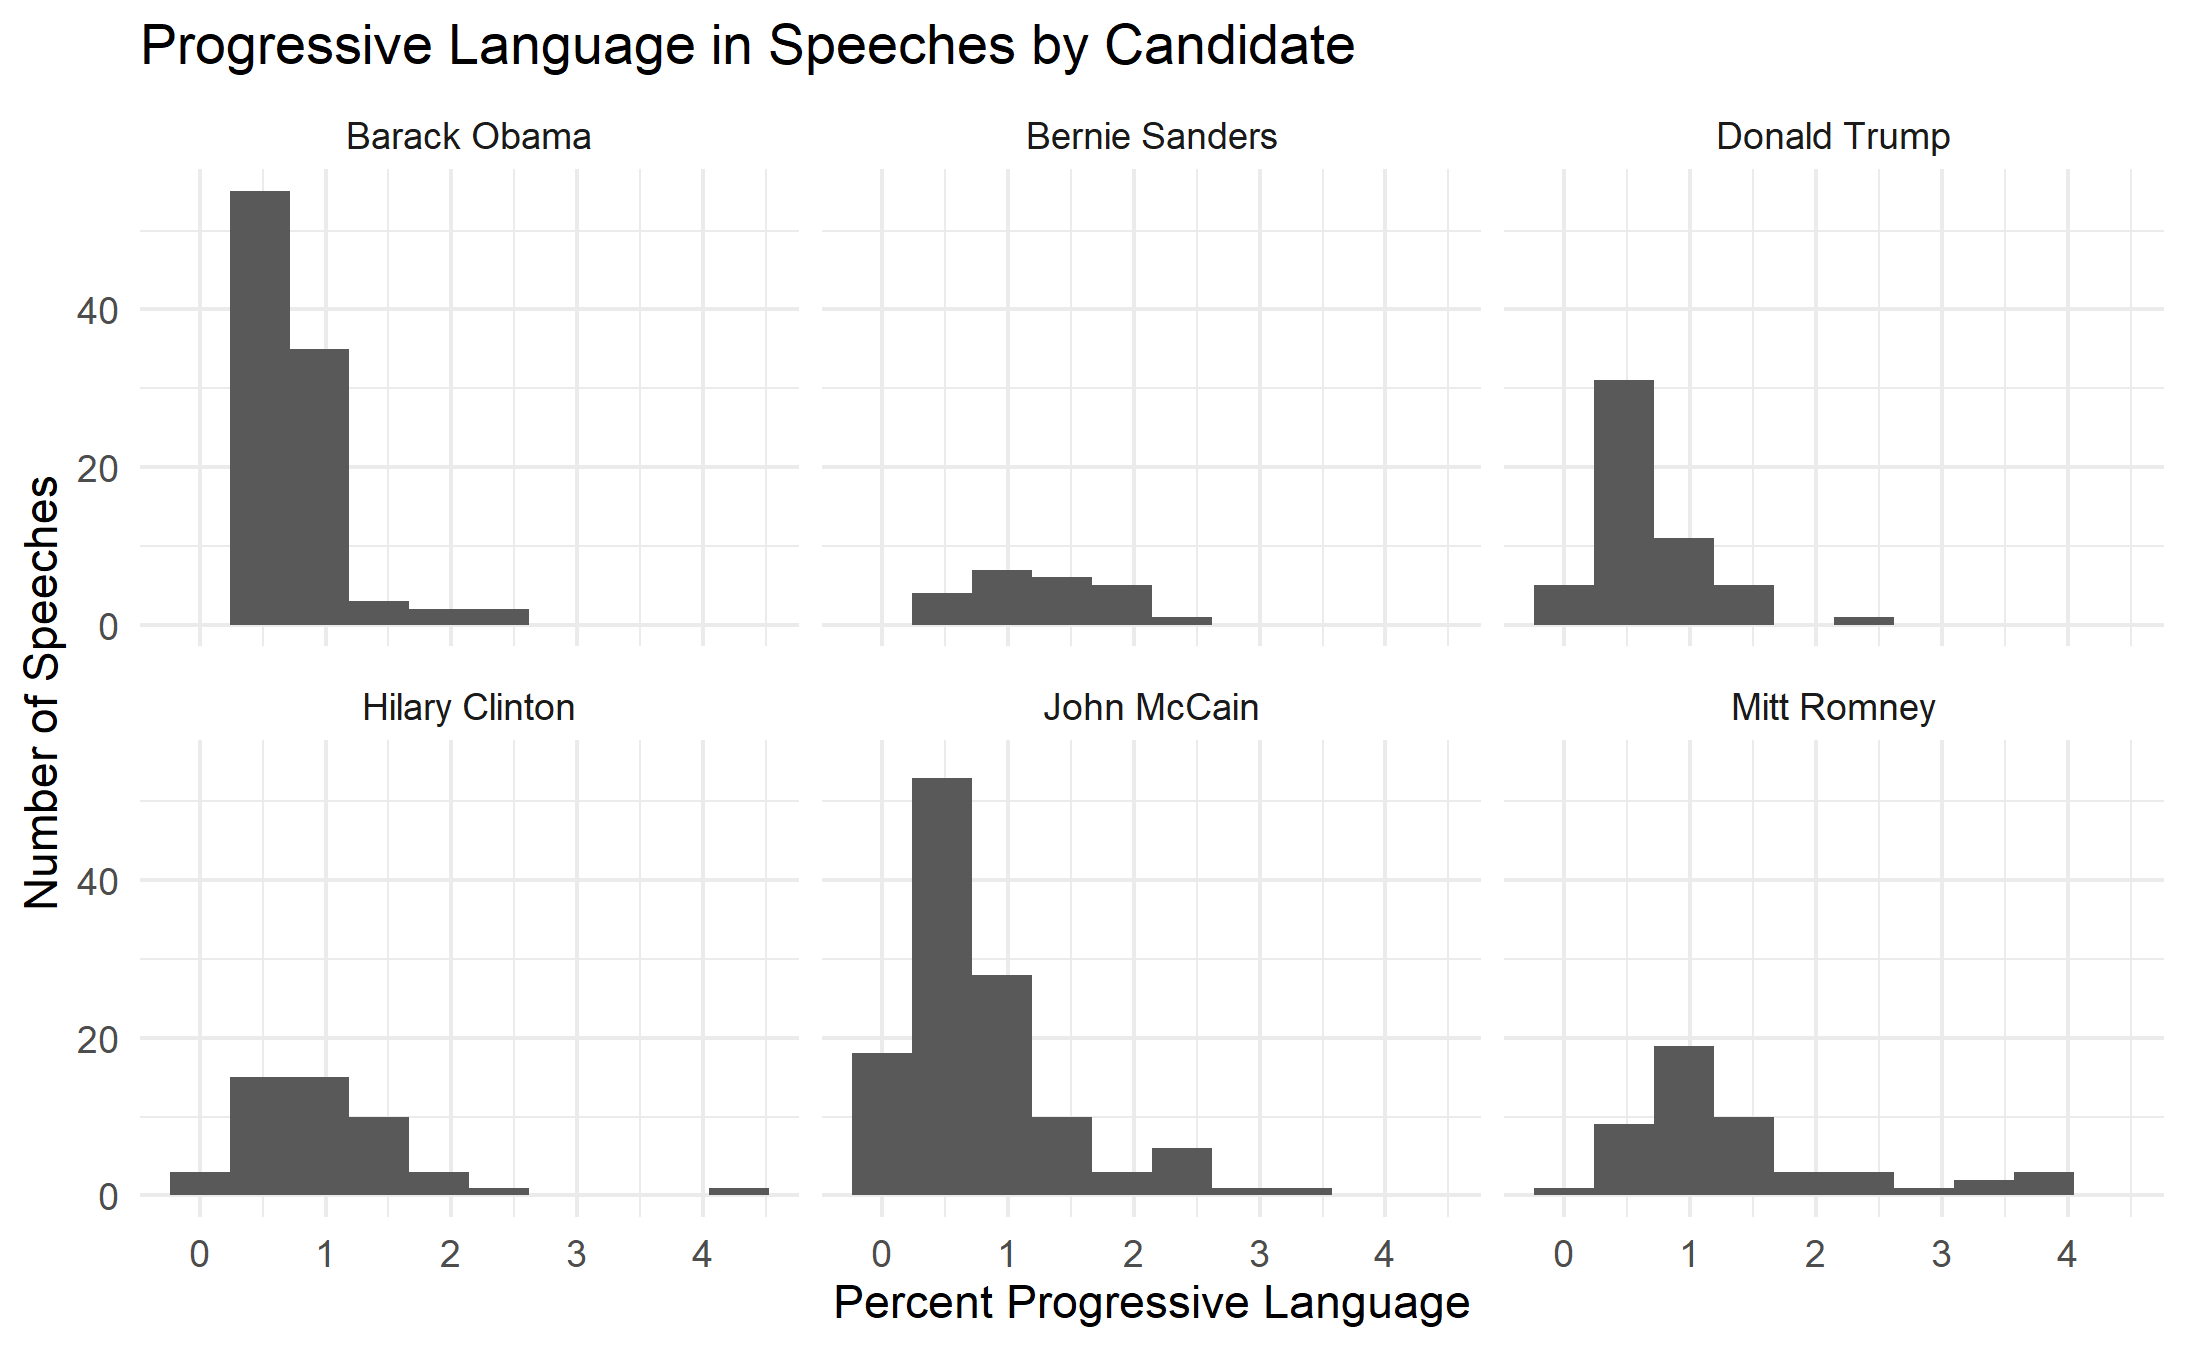 Progressive Language in Speeches by Candidate
Barack Obama
Bernie Sanders
Donald Trump
40
20
0
Hilary Clinton
John McCain
Mitt Romney
40
20
0
Number of Speeches
0 1 2 3 4
0 1 2 3 4
0 1 2 3 4
Percent Progressive Language